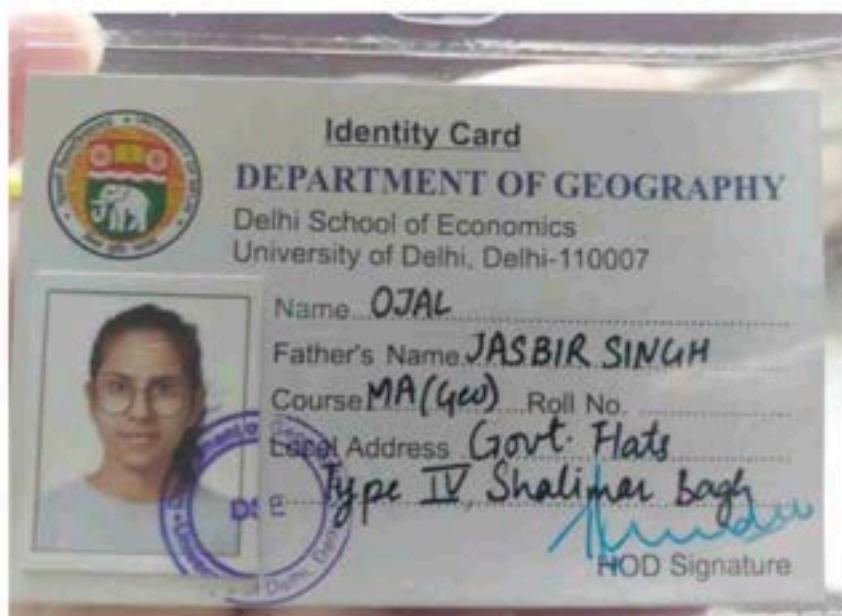 Identity Card
DEPARTMENT OF GEOGRAPHY
Delhi School of Economics
University of Delhi, Delhi-110007
Name OJAL
Father's Name JASBIR SINGH
Course MA (Geo) Roll No.
Local Address Govt. Flats
Type IV, Shalimar Bagh
HOD Signature